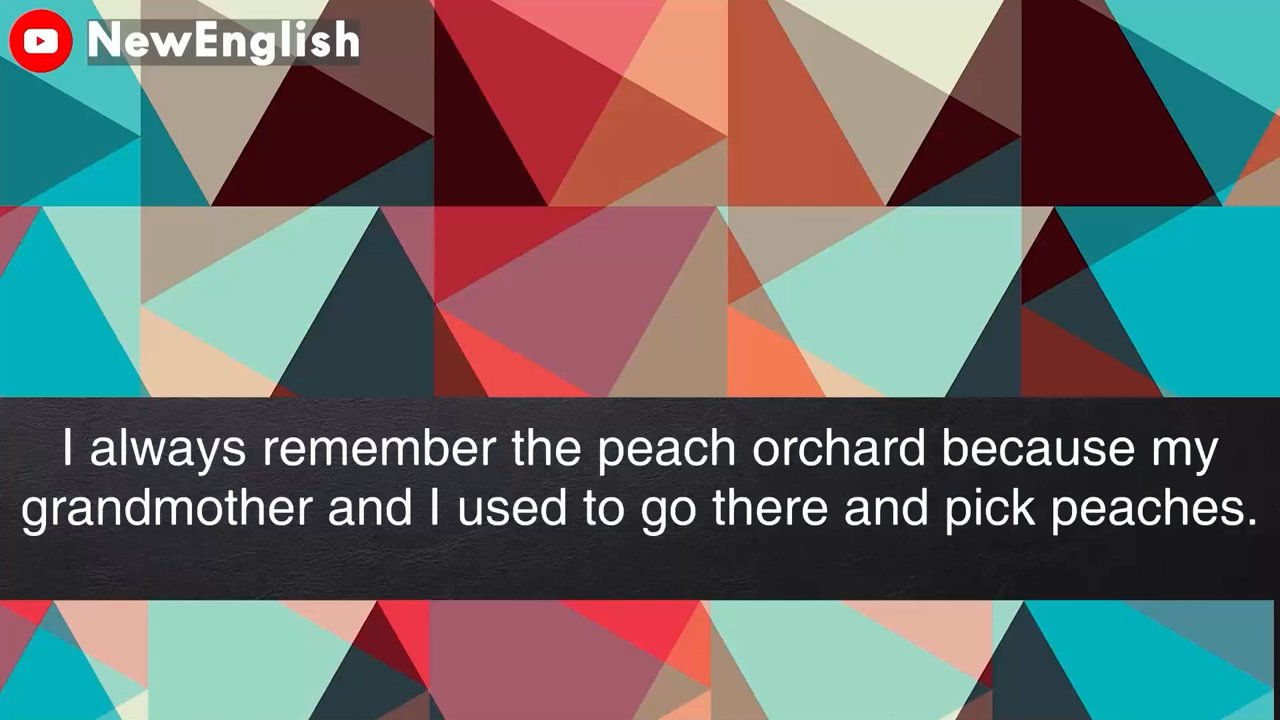 NewEnglish
I always remember the peach orchard because my
grandmother and I used to go there and pick peaches.